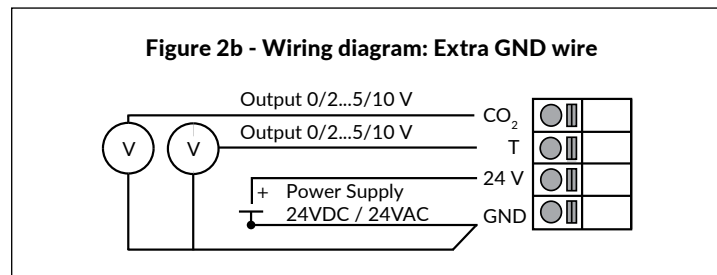 Figure 2b - Wiring diagram: Extra GND wire
Output 0/2...5/10 V
CO₂
V
V
Output 0/2...5/10 V
T
24 V
+ Power Supply
24VDC / 24VAC
GND